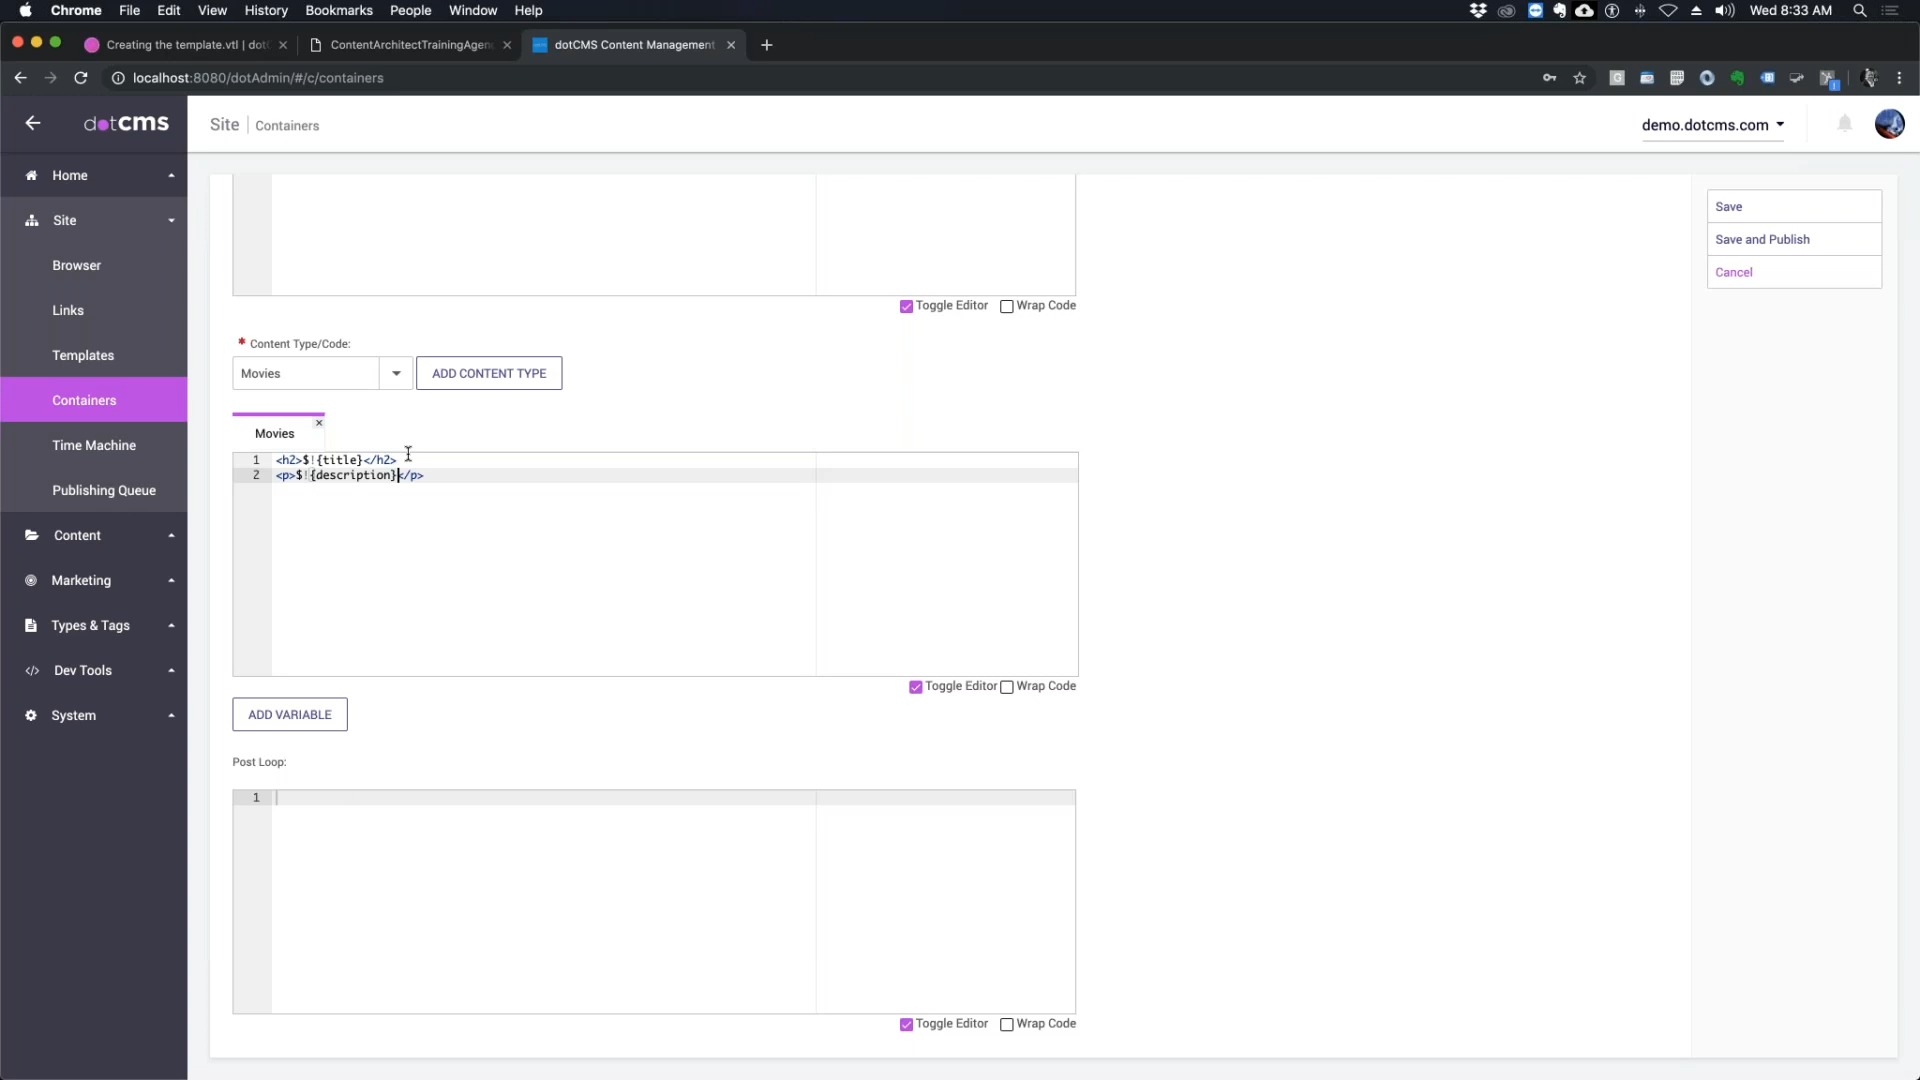 Chrome File Edit View History Bookmarks People Window Help Wed 8:33 AM
Creating the template.vtl | dot ContentArchitectTrainingAgen dotCMS Content Management
localhost:8080/dotAdmin/#/c/containers
dotCMS Site Containers demo.dotcms.com
Home
Site
Browser
Links
Templates
Containers
Time Machine
Publishing Queue
Content
Marketing
Types & Tags
Dev Tools
System
Save
Save and Publish
Cancel
Toggle Editor Wrap Code
* Content Type/Code:
Movies ADD CONTENT TYPE
Movies
1 <h2>$!{title}</h2>
2 <p>$!{description}</p>
Toggle Editor Wrap Code
ADD VARIABLE
Post Loop:
1
Toggle Editor Wrap Code